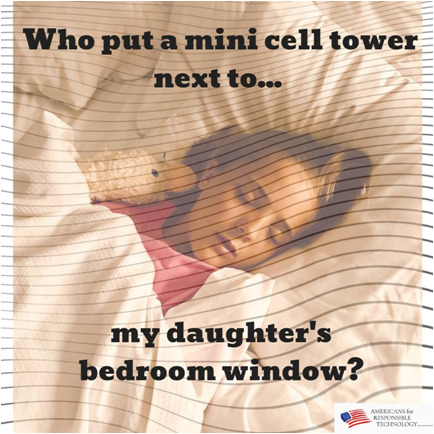 Who put a mini cell tower
next to...
my daughter's
bedroom window?
AMERICANS for
RESPONSIBLE
TECHNOLOGY